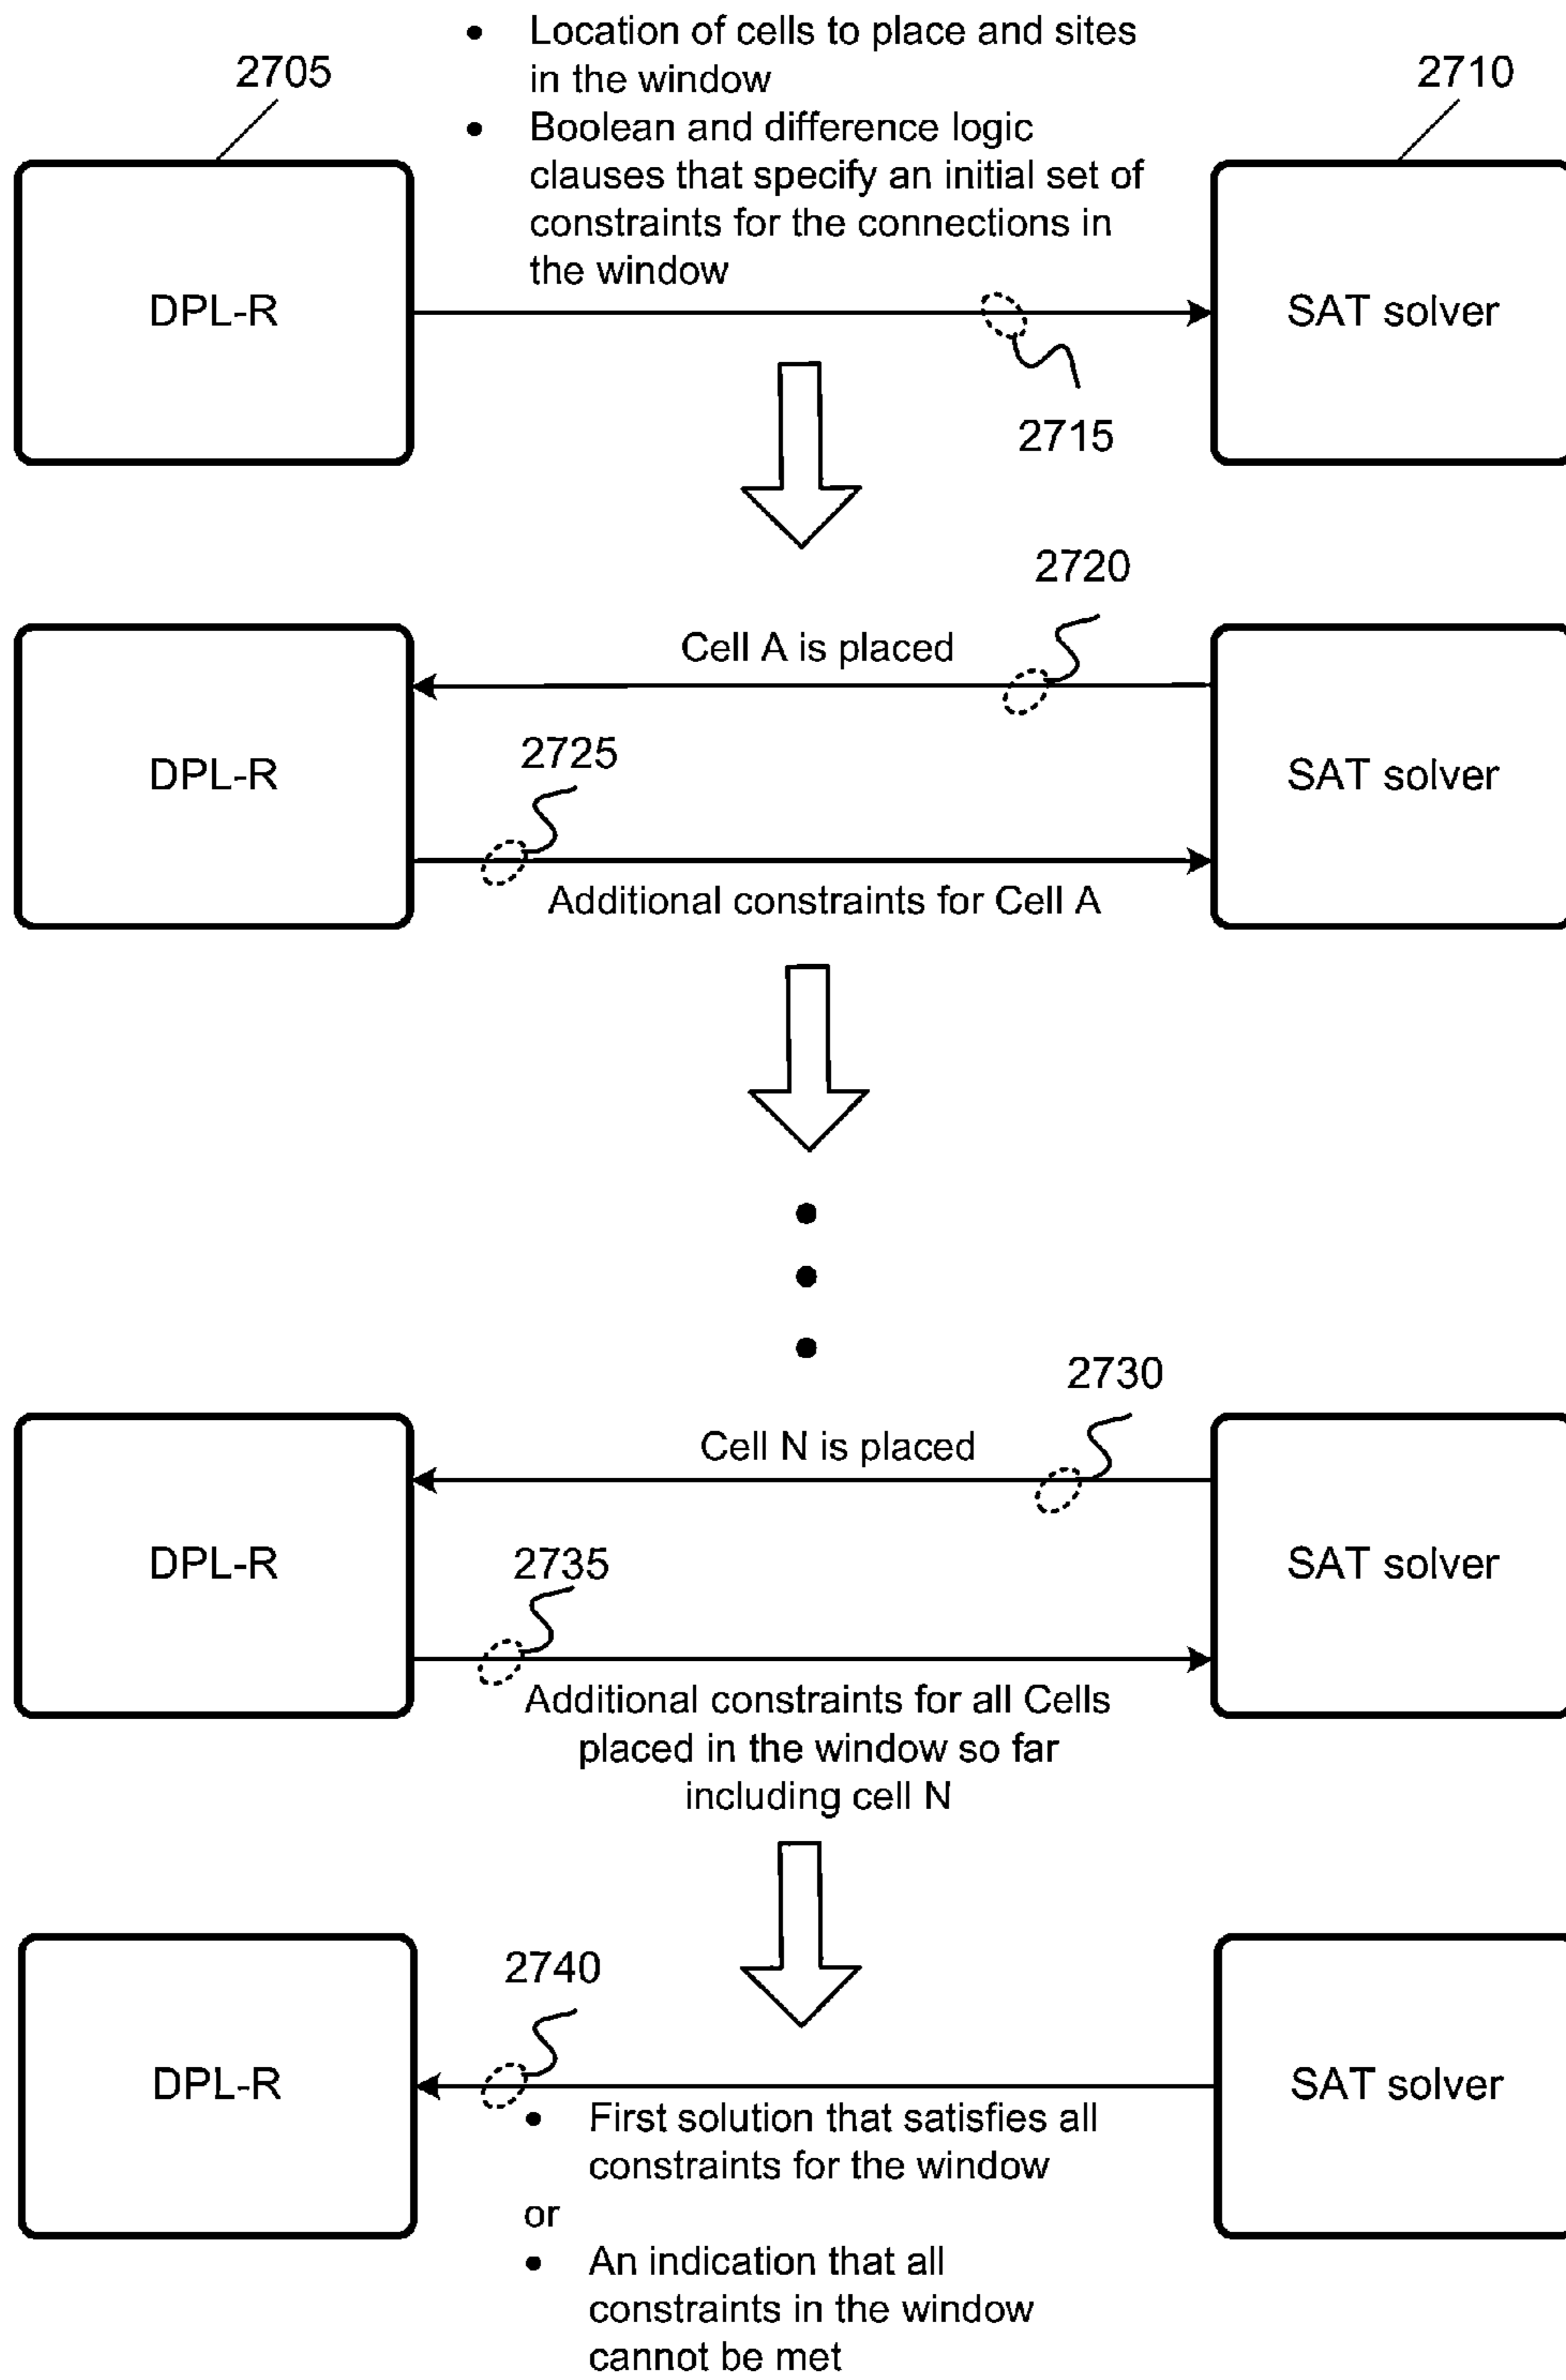 • Location of cells to place and sites
in the window
• Boolean and difference logic
clauses that specify an initial set of
constraints for the connections in
the window
2705
2710
DPL-R
SAT solver
2715
2720
Cell A is placed
DPL-R
SAT solver
2725
Additional constraints for Cell A
2730
Cell N is placed
DPL-R
SAT solver
2735
Additional constraints for all Cells
placed in the window so far
including cell N
2740
DPL-R
SAT solver
• First solution that satisfies all
constraints for the window
or
• An indication that all
constraints in the window
cannot be met